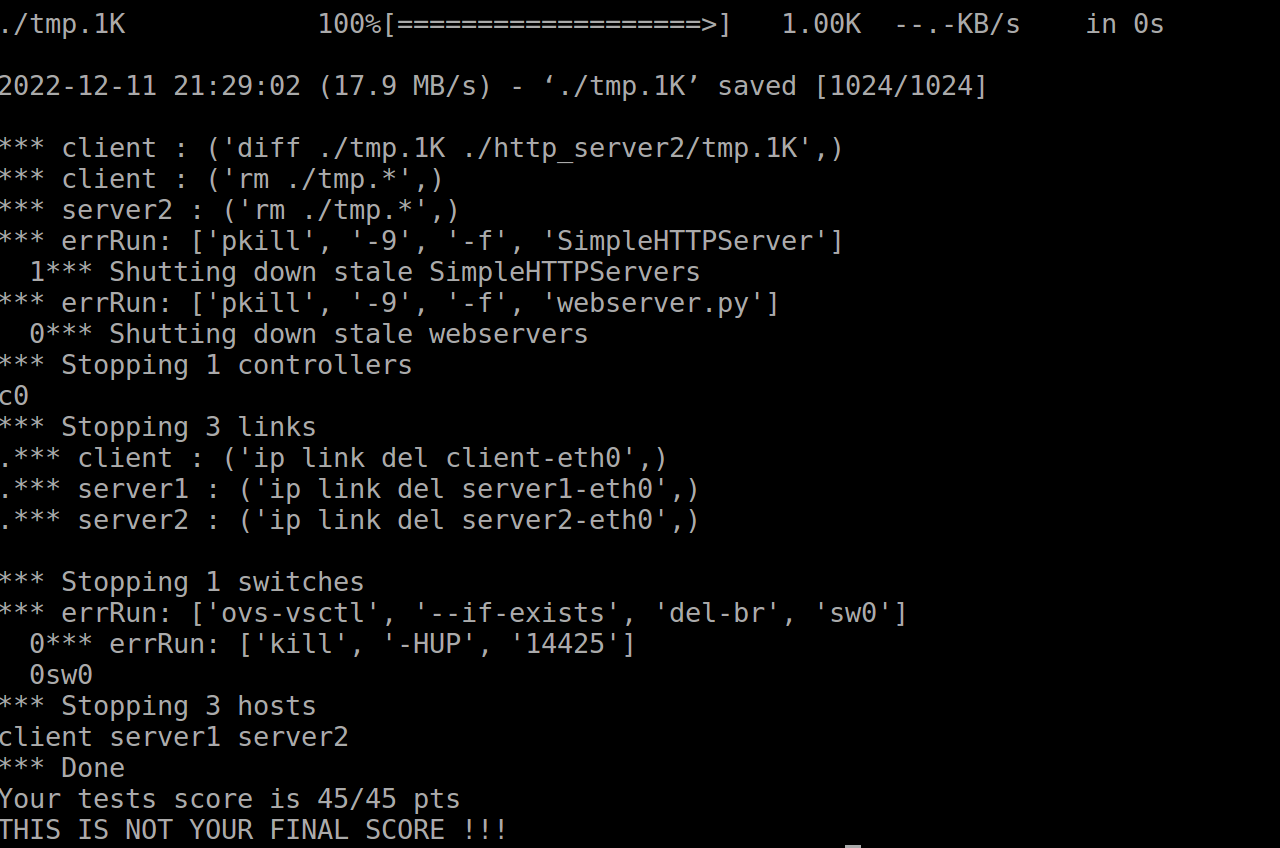 ./tmp.1K            100%[===================>]   1.00K  --.-KB/s    in 0s
2022-12-11 21:29:02 (17.9 MB/s) - ‘./tmp.1K’ saved [1024/1024]
*** client : ('diff ./tmp.1K ./http_server2/tmp.1K',)
*** client : ('rm ./tmp.*',)
*** server2 : ('rm ./tmp.*',)
*** errRun: ['pkill', '-9', '-f', 'SimpleHTTPServer']
  1*** Shutting down stale SimpleHTTPServers
*** errRun: ['pkill', '-9', '-f', 'webserver.py']
  0*** Shutting down stale webservers
*** Stopping 1 controllers
c0
*** Stopping 3 links
.*** client : ('ip link del client-eth0',)
.*** server1 : ('ip link del server1-eth0',)
.*** server2 : ('ip link del server2-eth0',)
*** Stopping 1 switches
*** errRun: ['ovs-vsctl', '--if-exists', 'del-br', 'sw0']
  0*** errRun: ['kill', '-HUP', '14425']
  0sw0
*** Stopping 3 hosts
client server1 server2
*** Done
Your tests score is 45/45 pts
THIS IS NOT YOUR FINAL SCORE !!!